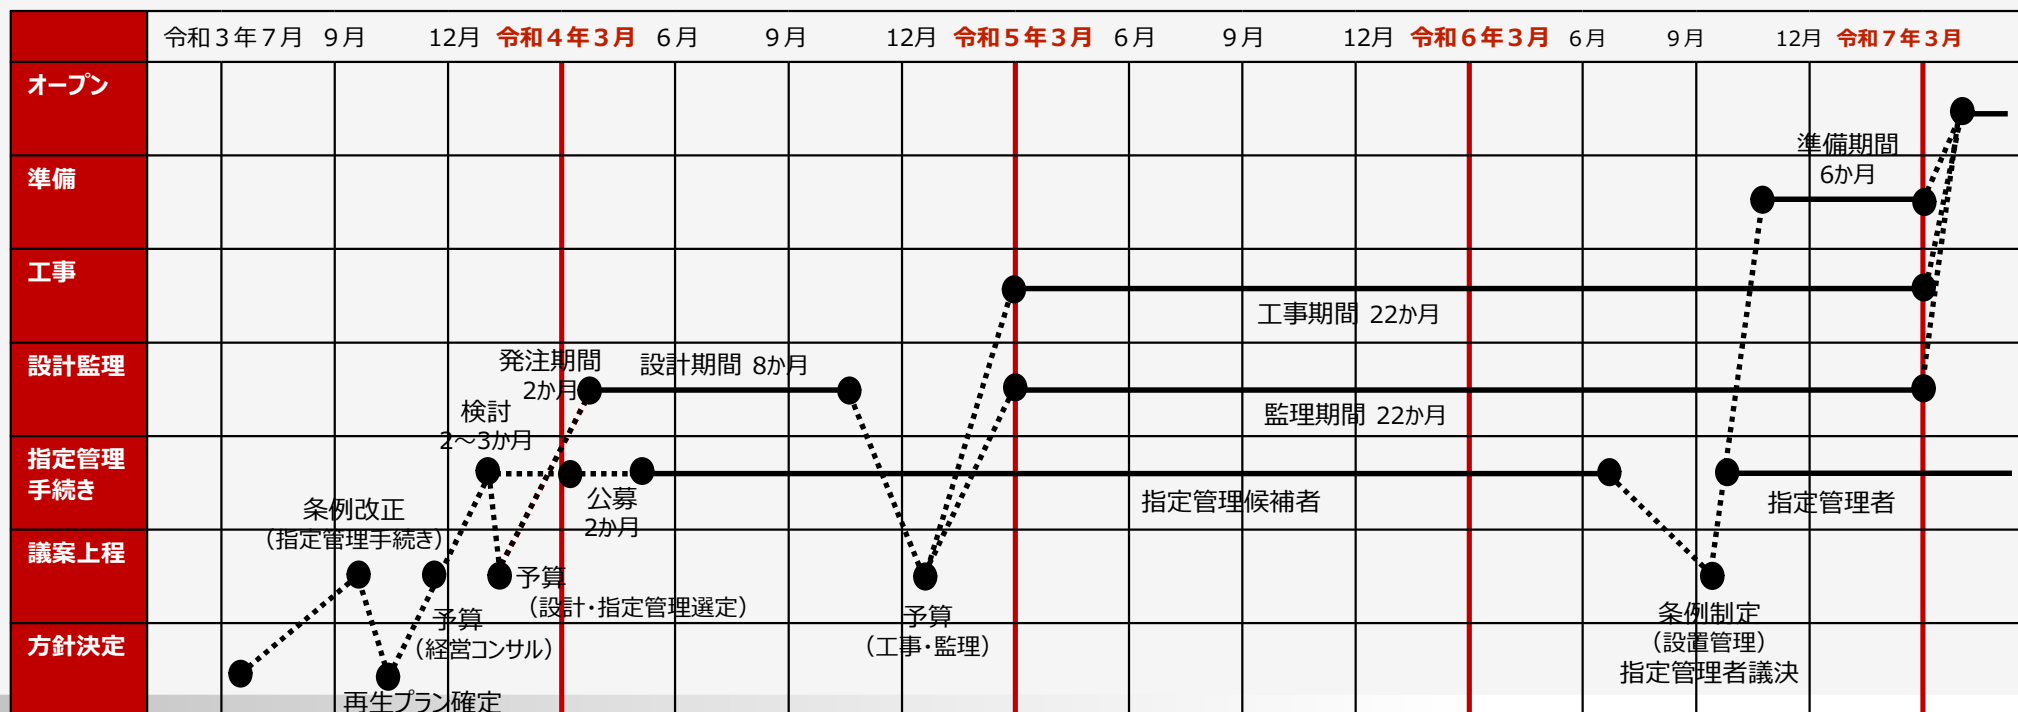 令和３年７月 9月 12月 令和４年３月 6月 9月 12月 令和５年３月 6月 9月 12月 令和６年３月 6月 9月 12月 令和７年３月
オープン
準備期間
6か月
準備
工事
工事期間 22か月
設計監理
発注期間
2か月
設計期間 8か月
検討
2～3か月
監理期間 22か月
指定管理
手続き
公募
2か月
指定管理候補者
指定管理者
条例改正
（指定管理手続き）
議案上程
予算
（設計・指定管理選定）
予算
（経営コンサル）
予算
（工事・監理）
条例制定
（設置管理）
指定管理者議決
方針決定
再生プラン確定